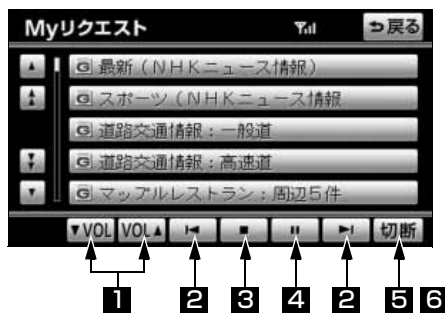 Myリクエスト 戻る
G 最新(NHKニュース情報)
G スポーツ(NHKニュース情報
G 道路交通情報:一般道
G 道路交通情報:高速道
G マップルレストラン:周辺5件
▼VOL VOL▲ 切断
1 2 3 4 2 5 6